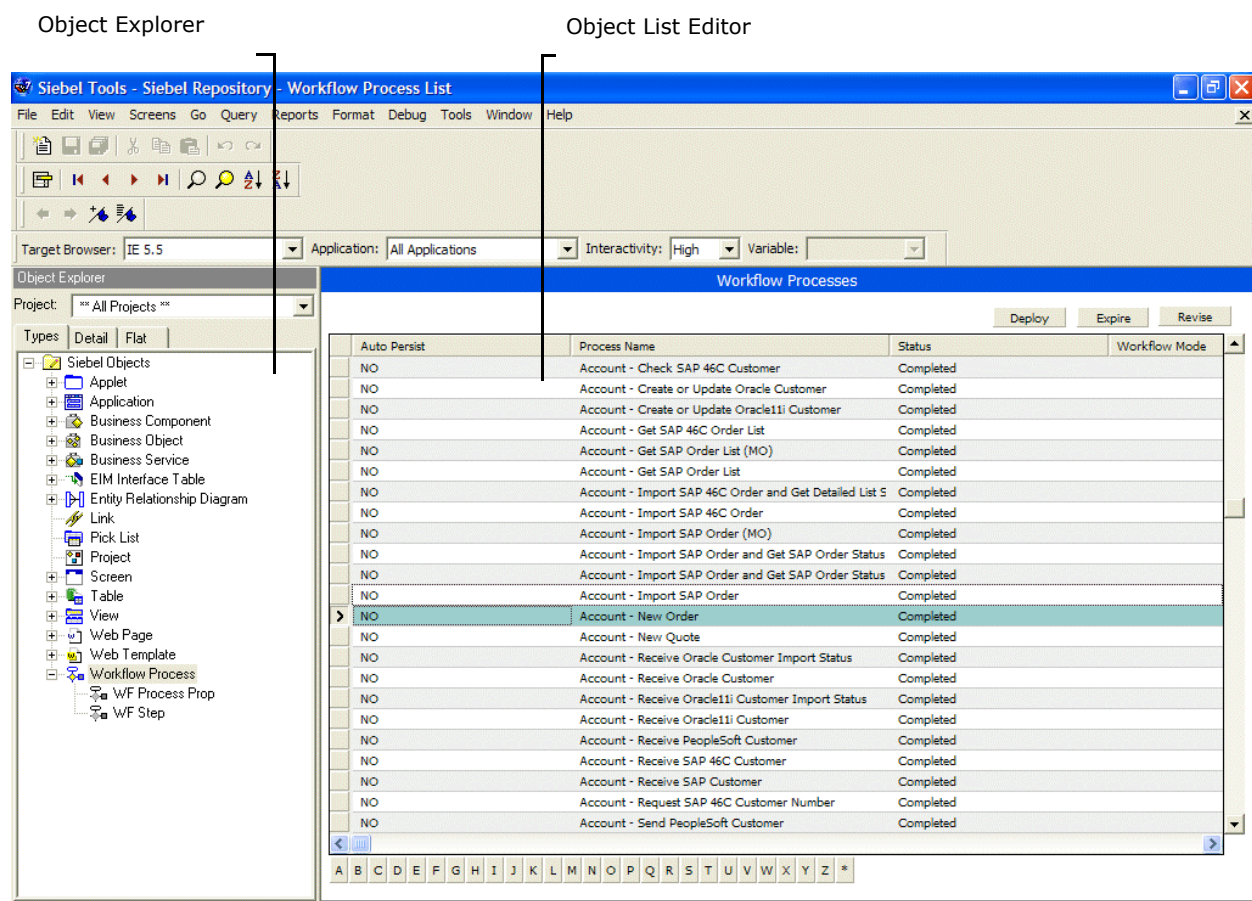 Object Explorer
Object List Editor
Siebel Tools - Siebel Repository - Workflow Process List
File Edit View Screens Go Query Reports Format Debug Tools Window Help
Target Browser: IE 5.5 Application: All Applications Interactivity: High Variable:
Object Explorer
Workflow Processes
Project: ** All Projects **
Deploy Expire Revise
Types Detail Flat
Siebel Objects
Applet
Application
Business Component
Business Object
Business Service
EIM Interface Table
Entity Relationship Diagram
Link
Pick List
Project
Screen
Table
View
Web Page
Web Template
Workflow Process
WF Process Prop
WF Step
Auto Persist Process Name Status Workflow Mode
NO Account - Check SAP 46C Customer Completed
NO Account - Create or Update Oracle Customer Completed
NO Account - Create or Update Oracle11i Customer Completed
NO Account - Get SAP 46C Order List Completed
NO Account - Get SAP Order List (MO) Completed
NO Account - Get SAP Order List Completed
NO Account - Import SAP 46C Order and Get Detailed List S Completed
NO Account - Import SAP 46C Order Completed
NO Account - Import SAP Order (MO) Completed
NO Account - Import SAP Order and Get SAP Order Status Completed
NO Account - Import SAP Order and Get SAP Order Status Completed
NO Account - Import SAP Order Completed
NO Account - New Order Completed
NO Account - New Quote Completed
NO Account - Receive Oracle Customer Import Status Completed
NO Account - Receive Oracle Customer Completed
NO Account - Receive Oracle11i Customer Import Status Completed
NO Account - Receive Oracle11i Customer Completed
NO Account - Receive PeopleSoft Customer Completed
NO Account - Receive SAP 46C Customer Completed
NO Account - Receive SAP Customer Completed
NO Account - Request SAP 46C Customer Number Completed
NO Account - Send PeopleSoft Customer Completed
A B C D E F G H I J K L M N O P Q R S T U V W X Y Z *